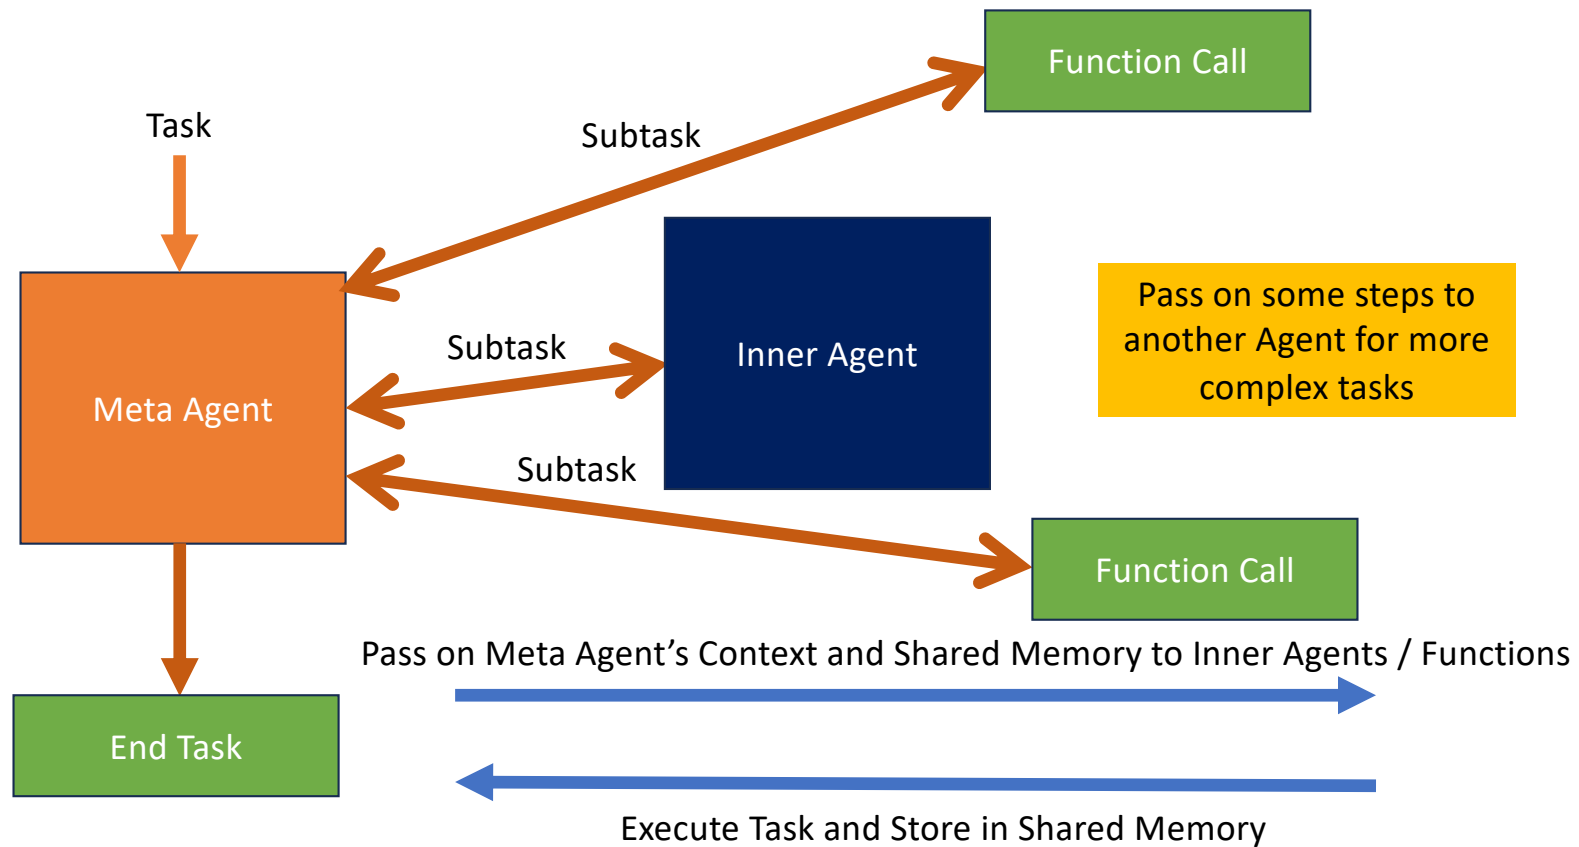 Function Call
Task
Subtask
Inner Agent
Pass on some steps to
another Agent for more
complex tasks
Subtask
Meta Agent
Subtask
Function Call
Pass on Meta Agent’s Context and Shared Memory to Inner Agents / Functions
End Task
Execute Task and Store in Shared Memory